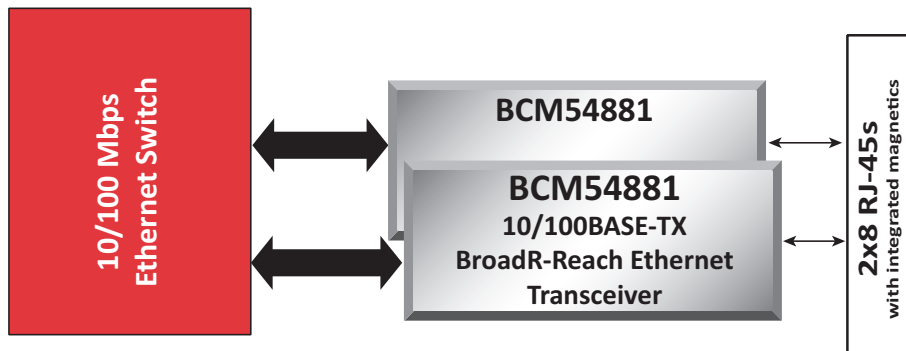 10/100 Mbps
Ethernet Switch
BCM54881
BCM54881
10/100BASE-TX
BroadR-Reach Ethernet
Transceiver
2x8 RJ-45s
with integrated magnetics